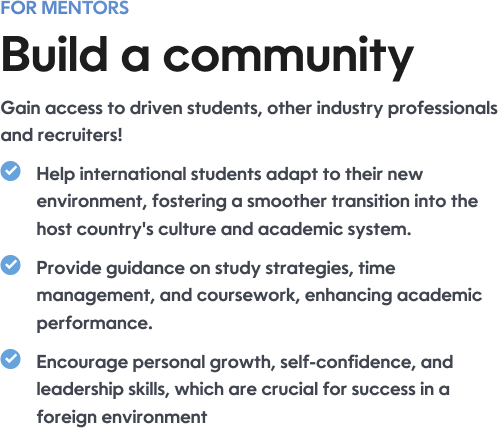 FOR MENTORS
Build a community
Gain access to driven students, other industry professionals
and recruiters!
Help international students adapt to their new
environment, fostering a smoother transition into the
host country's culture and academic system.
Provide guidance on study strategies, time
management, and coursework, enhancing academic
performance.
Encourage personal growth, self-confidence, and
leadership skills, which are crucial for success in a
foreign environment